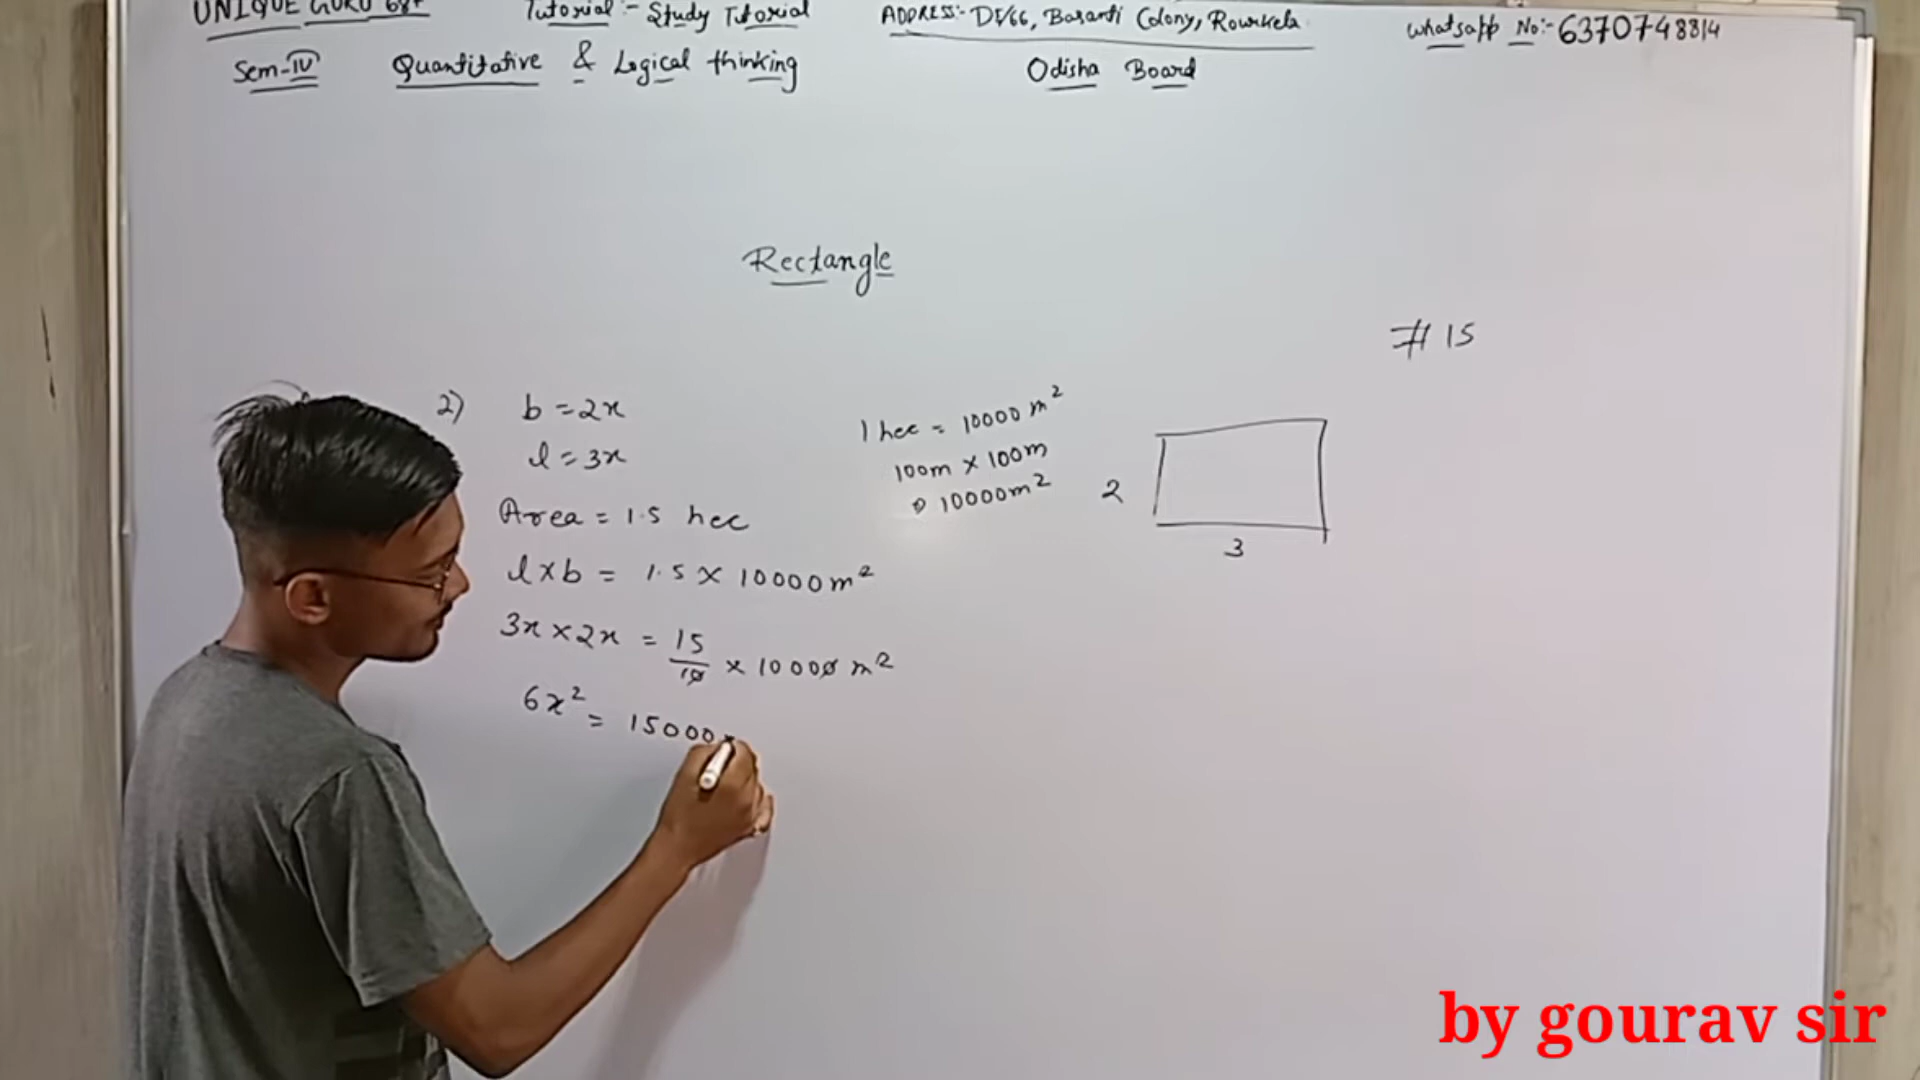 UNIQUE GURU 68+ Tutorial:- Study Tutorial ADDRESS:- D1/66, Basanti Colony, Rourkela. Whatsapp No:- 6370748814
Sem-IV Quantitative & Logical thinking Odisha Board
Rectangle
# 15
2) b = 2x
l = 3x
Area = 1.5 hec
l x b = 1.5 x 10000 m²
3x x 2x = 15/10 x 10000 m²
6x² = 15000
1 hec = 10000 m²
100m x 100m
10000m²
2
3
by gourav sir